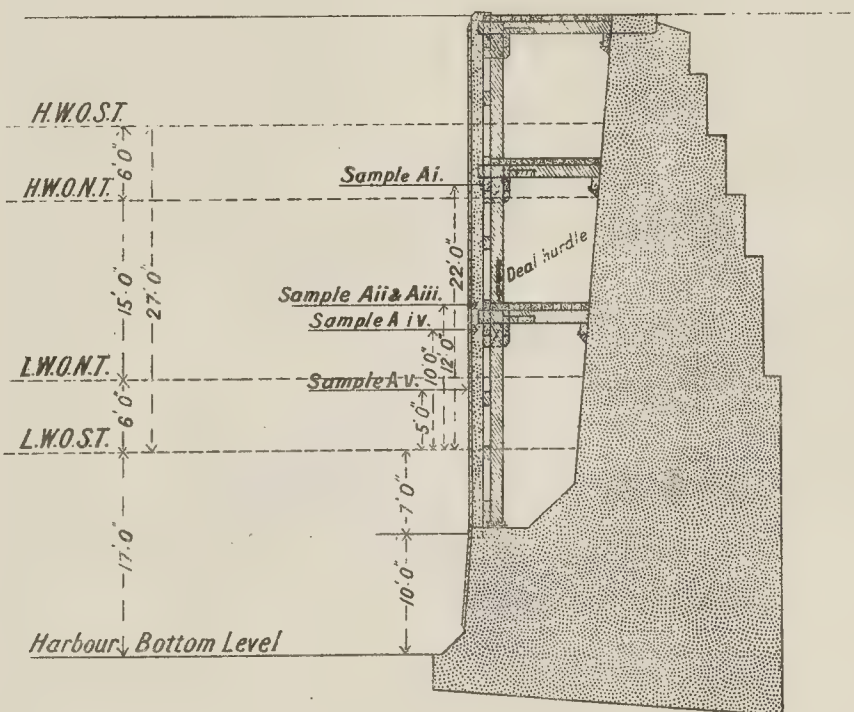 H.W.O.S.T.
6'0"
H.W.O.N.T.
Sample Ai.
15'0"
27'0"
22'0"
Deal hurdle
Sample Aii & Aiii.
Sample A iv.
10'0"
12'0"
L.W.O.N.T.
Sample A v.
6'0"
5'0"
L.W.O.S.T.
7'0"
17'0"
10'0"
Harbour Bottom Level